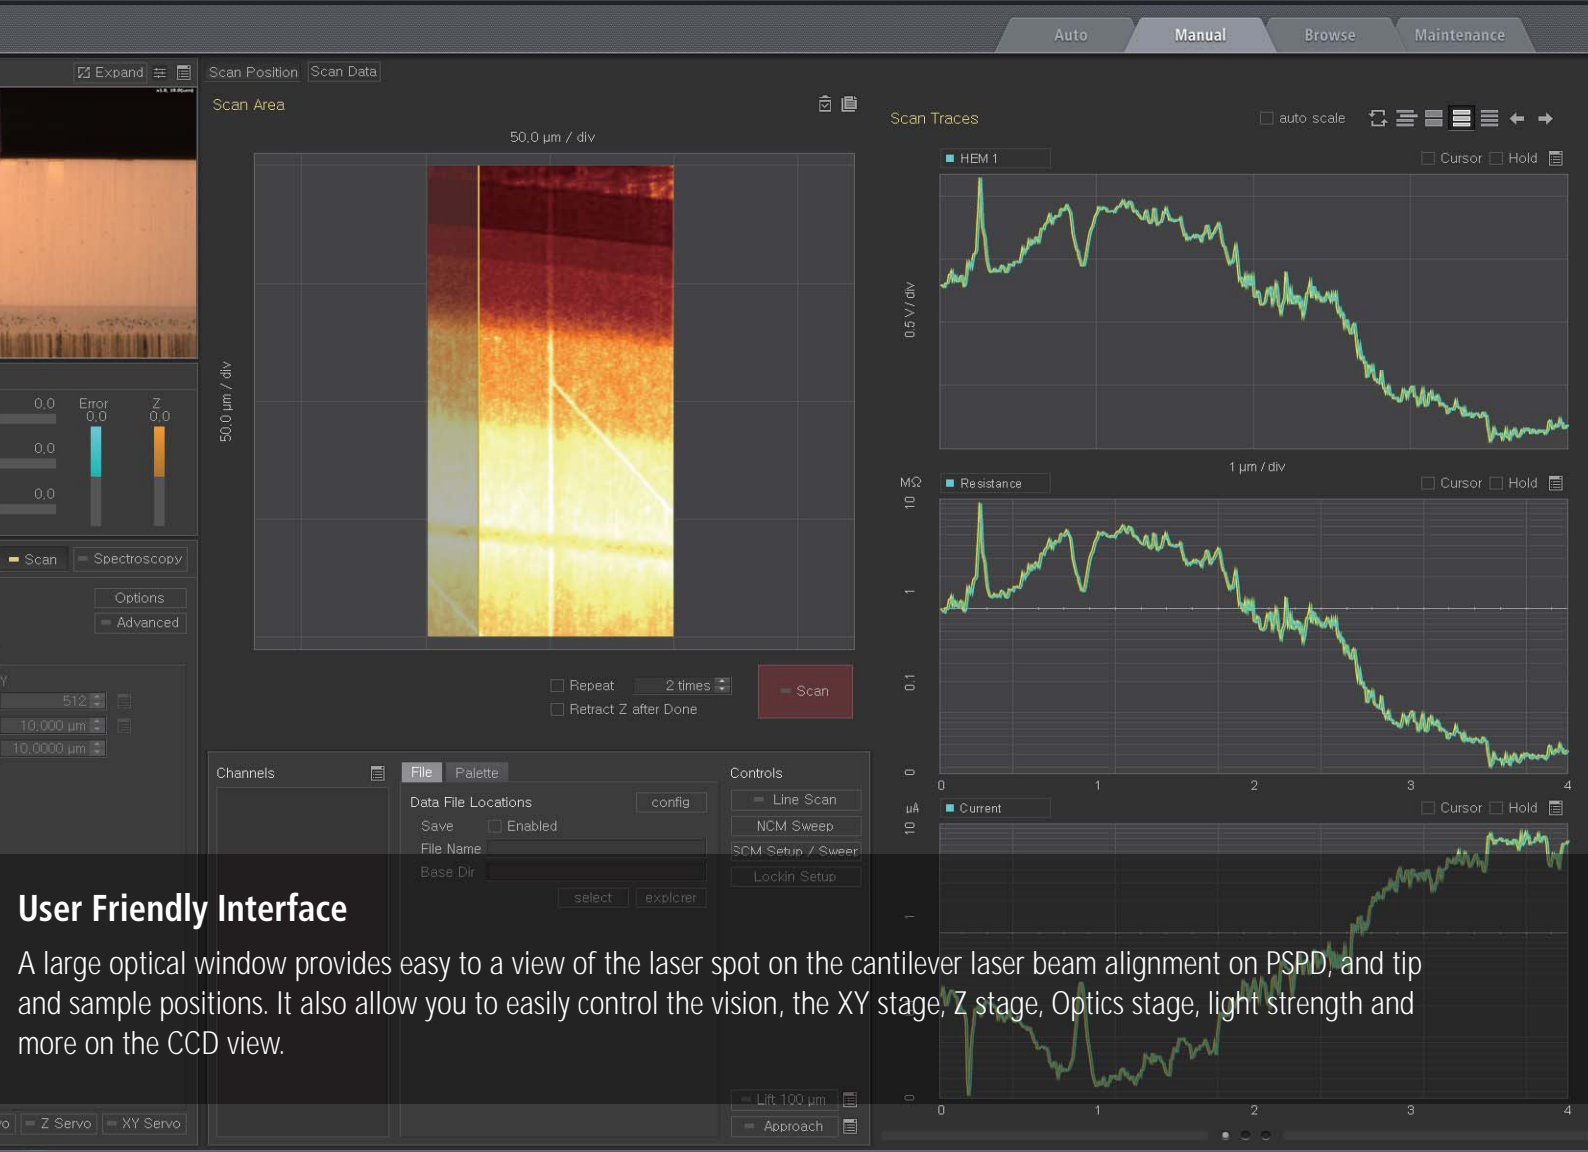 Auto
Manual
Browse
Maintenance
Expand
Scan Position
Scan Data
Scan Area
50,0 µm / div
50,0 µm / div
0,0
Error
0,0
Z
0,0
0,0
0,0
Scan
Spectroscopy
Options
Advanced
Y
512
10,000 µm
10,0000 µm
Repeat
2 times
Retract Z after Done
Scan
Channels
File
Palette
Data File Locations
config
Save
Enabled
File Name
Base Dir
select
explorer
Controls
Line Scan
NCM Sweep
SCM Setup / Sweer
Lockin Setup
Lift 100 µm
Approach
Z Servo
XY Servo
Scan Traces
auto scale
HEM 1
Cursor
Hold
0.5 V / div
1 µm / div
MΩ
Resistance
Cursor
Hold
10
1
0.1
0
0
1
2
3
4
µA
Current
Cursor
Hold
10
1
0
0
1
2
3
4
User Friendly Interface
A large optical window provides easy to a view of the laser spot on the cantilever laser beam alignment on PSPD, and tip
and sample positions. It also allow you to easily control the vision, the XY stage, Z stage, Optics stage, light strength and
more on the CCD view.